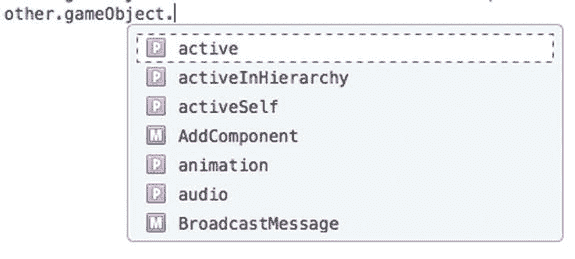 other.gameObject.
P active
P activeInHierarchy
P activeSelf
M AddComponent
P animation
P audio
M BroadcastMessage